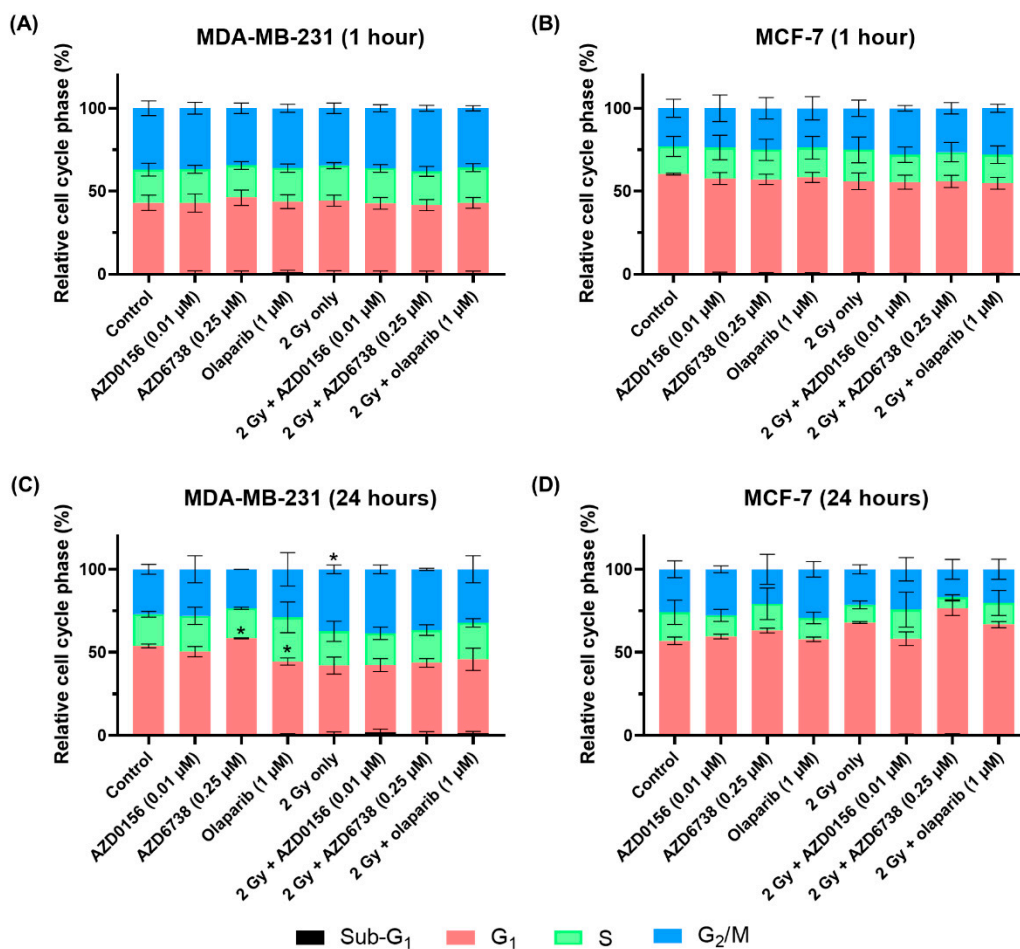 (A)
MDA-MB-231 (1 hour)
Relative cell cycle phase (%)
100
50
0
Control
AZD0156 (0.01 µM)
AZD6738 (0.25 µM)
Olaparib (1 µM)
2 Gy only
2 Gy + AZD0156 (0.01 µM)
2 Gy + AZD6738 (0.25 µM)
2 Gy + olaparib (1 µM)
(B)
MCF-7 (1 hour)
Relative cell cycle phase (%)
100
50
0
Control
AZD0156 (0.01 µM)
AZD6738 (0.25 µM)
Olaparib (1 µM)
2 Gy only
2 Gy + AZD0156 (0.01 µM)
2 Gy + AZD6738 (0.25 µM)
2 Gy + olaparib (1 µM)
(C)
MDA-MB-231 (24 hours)
Relative cell cycle phase (%)
100
50
0
*
*
*
Control
AZD0156 (0.01 µM)
AZD6738 (0.25 µM)
Olaparib (1 µM)
2 Gy only
2 Gy + AZD0156 (0.01 µM)
2 Gy + AZD6738 (0.25 µM)
2 Gy + olaparib (1 µM)
(D)
MCF-7 (24 hours)
Relative cell cycle phase (%)
100
50
0
Control
AZD0156 (0.01 µM)
AZD6738 (0.25 µM)
Olaparib (1 µM)
2 Gy only
2 Gy + AZD0156 (0.01 µM)
2 Gy + AZD6738 (0.25 µM)
2 Gy + olaparib (1 µM)
Sub-G₁ G₁ S G₂/M